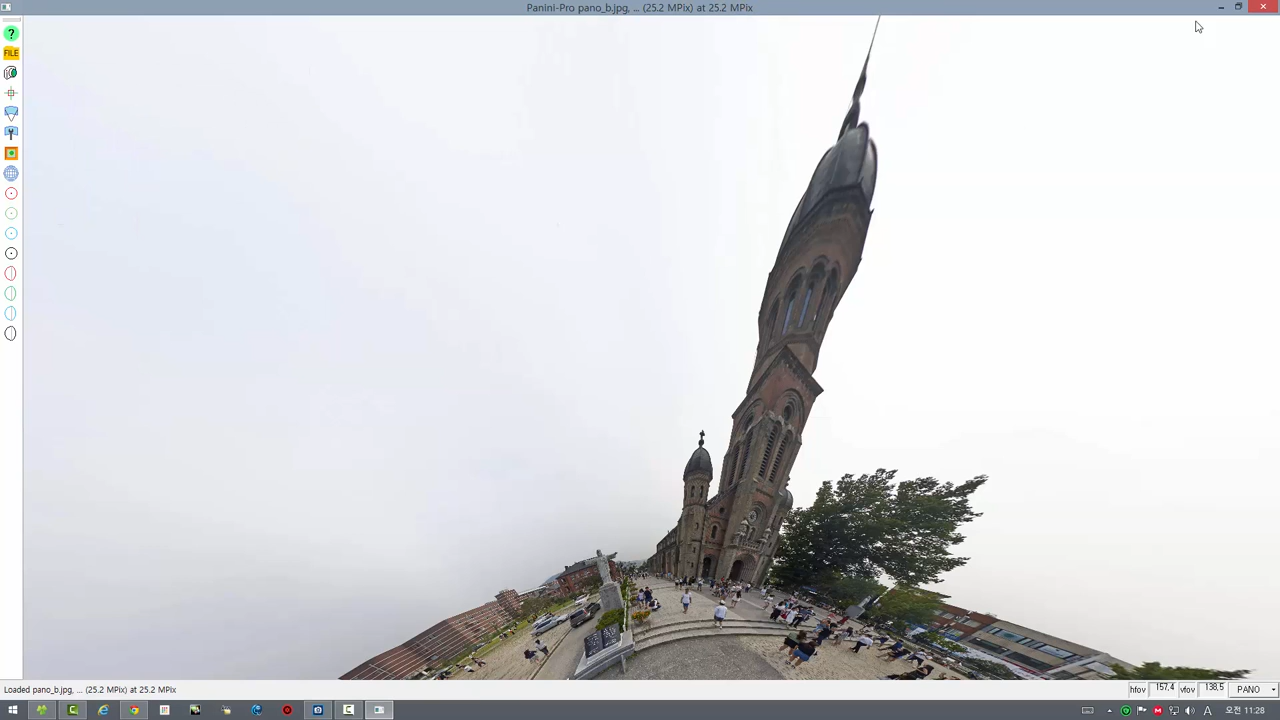 Panini-Pro pano_b.jpg, ... (25.2 MPix) at 25.2 MPix
?
FILE
Loaded pano_b.jpg, ... (25.2 MPix) at 25.2 MPix
hfov 157,4 vfov 138,5 PANO
A 오전 11:28